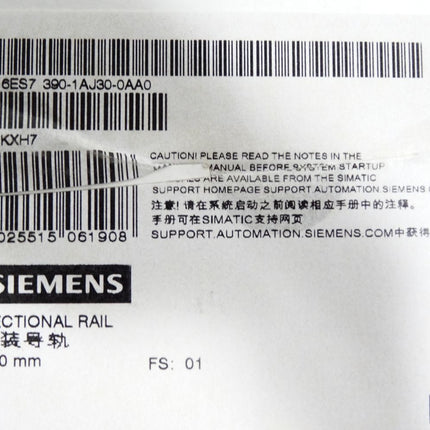 6ES7 390-1AJ30-0AA0
KXH7
CAUTION! PLEASE READ THE NOTES IN THE
MANUAL BEFORE SYSTEM STARTUP
ARE AVAILABLE FROM THE SIMATIC
SUPPORT HOMEPAGE SUPPORT.AUTOMATION.SIEMENS
注意! 请在系统启动之前阅读相应手册中的注释。
手册可在SIMATIC支持网页
SUPPORT.AUTOMATION.SIEMENS.COM中获得
025515 061908
SIEMENS
ECTIONAL RAIL
装导轨
0 mm
FS: 01